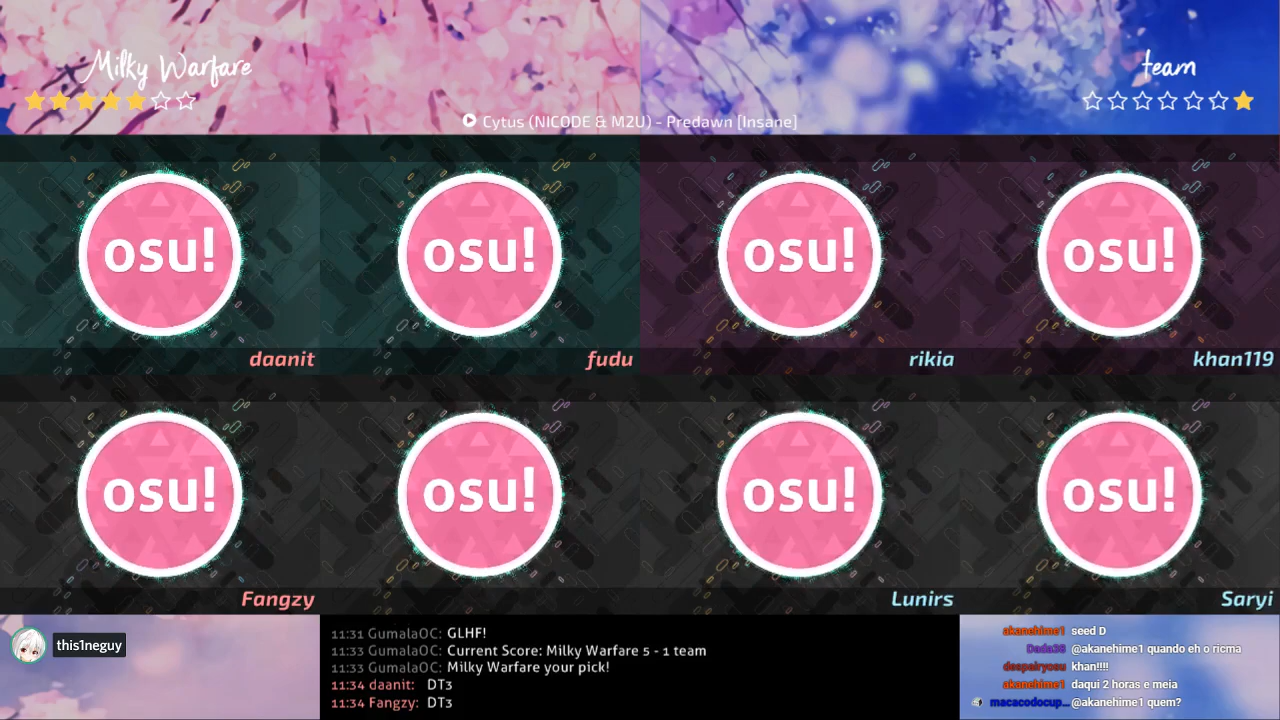 Milky Warfare
team
Cytus (NICODE & M2U) - Predawn [Insane]
osu!
osu!
osu!
osu!
daanit
fudu
rikia
khan119
osu!
osu!
osu!
osu!
Fangzy
Lunirs
Saryi
this1neguy
11:31 GumalaOC: GLHF!
11:33 GumalaOC: Current Score: Milky Warfare 5 - 1 team
11:33 GumalaOC: Milky Warfare your pick!
11:34 daanit: DT3
11:34 Fangzy: DT3
akanehime1 seed D
Dada38 @akanehime1 quando eh o ricma
despairyosu khan!!!!
akanehime1 daqui 2 horas e meia
macacodocup... @akanehime1 quem?